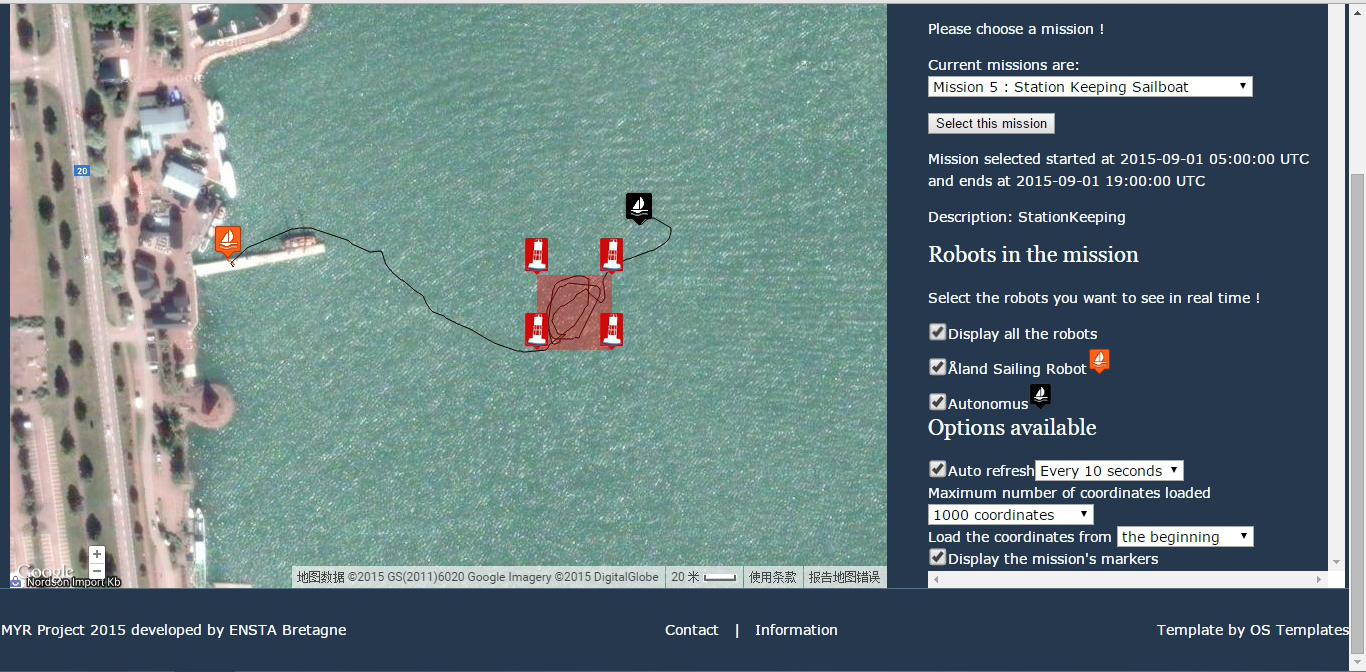 Please choose a mission !
Current missions are:
Mission 5 : Station Keeping Sailboat
Select this mission
Mission selected started at 2015-09-01 05:00:00 UTC
and ends at 2015-09-01 19:00:00 UTC
Description: StationKeeping
Robots in the mission
Select the robots you want to see in real time !
Display all the robots
Åland Sailing Robot
Autonomus
Options available
Auto refresh Every 10 seconds
Maximum number of coordinates loaded
1000 coordinates
Load the coordinates from the beginning
Display the mission's markers
20
+
−
Google
Nordson Import Kb
地图数据 ©2015 GS(2011)6020 Google Imagery ©2015 DigitalGlobe 20 米 使用条款 报告地图错误
MYR Project 2015 developed by ENSTA Bretagne
Contact | Information
Template by OS Templates